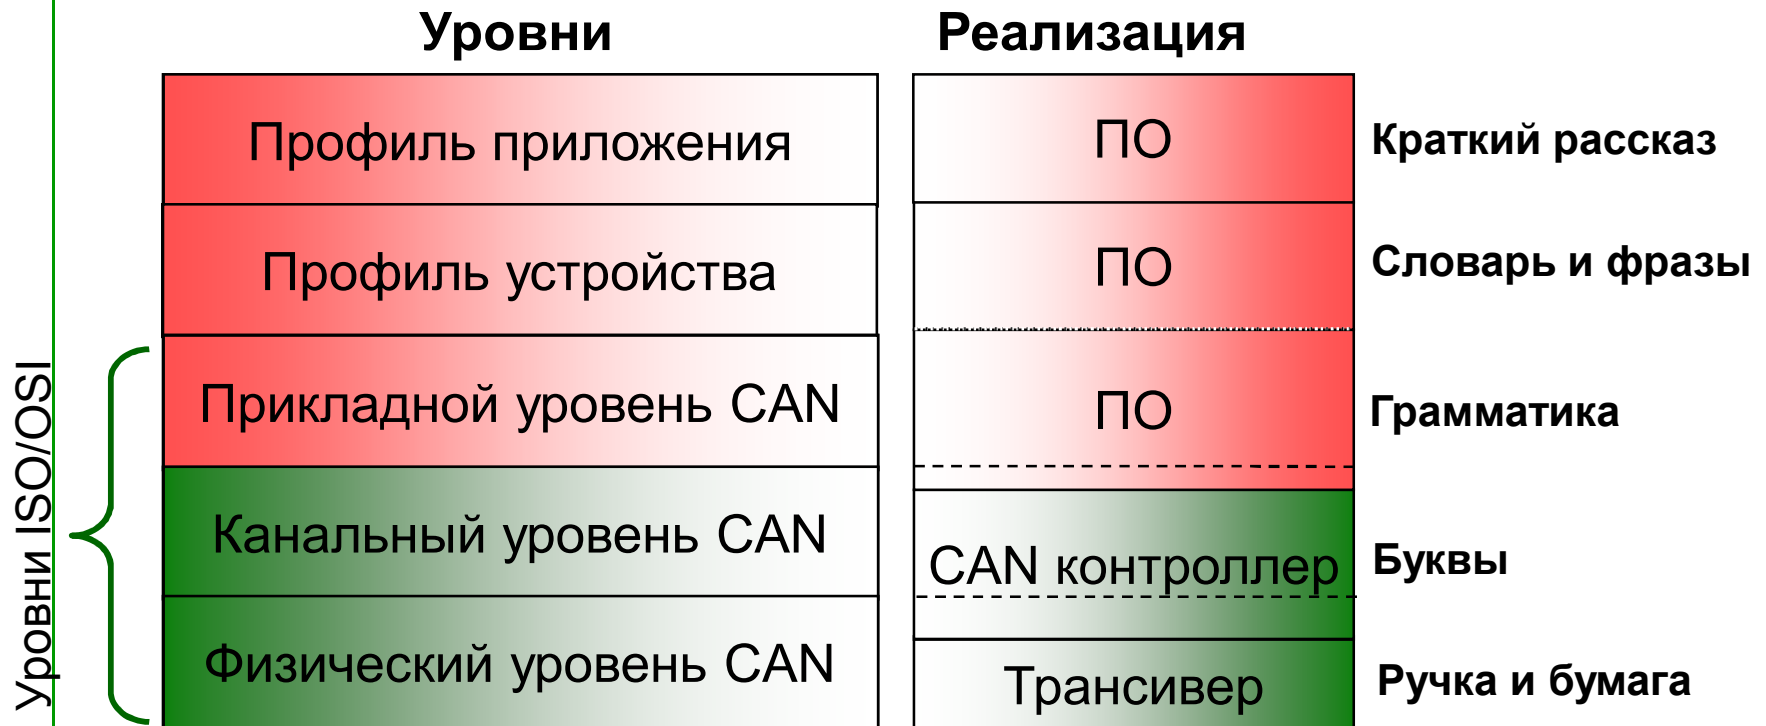 Уровни Реализация
Профиль приложения ПО Краткий рассказ
Профиль устройства ПО Словарь и фразы
Прикладной уровень CAN ПО Грамматика
Канальный уровень CAN CAN контроллер Буквы
Физический уровень CAN Трансивер Ручка и бумага
Уровни ISO/OSI